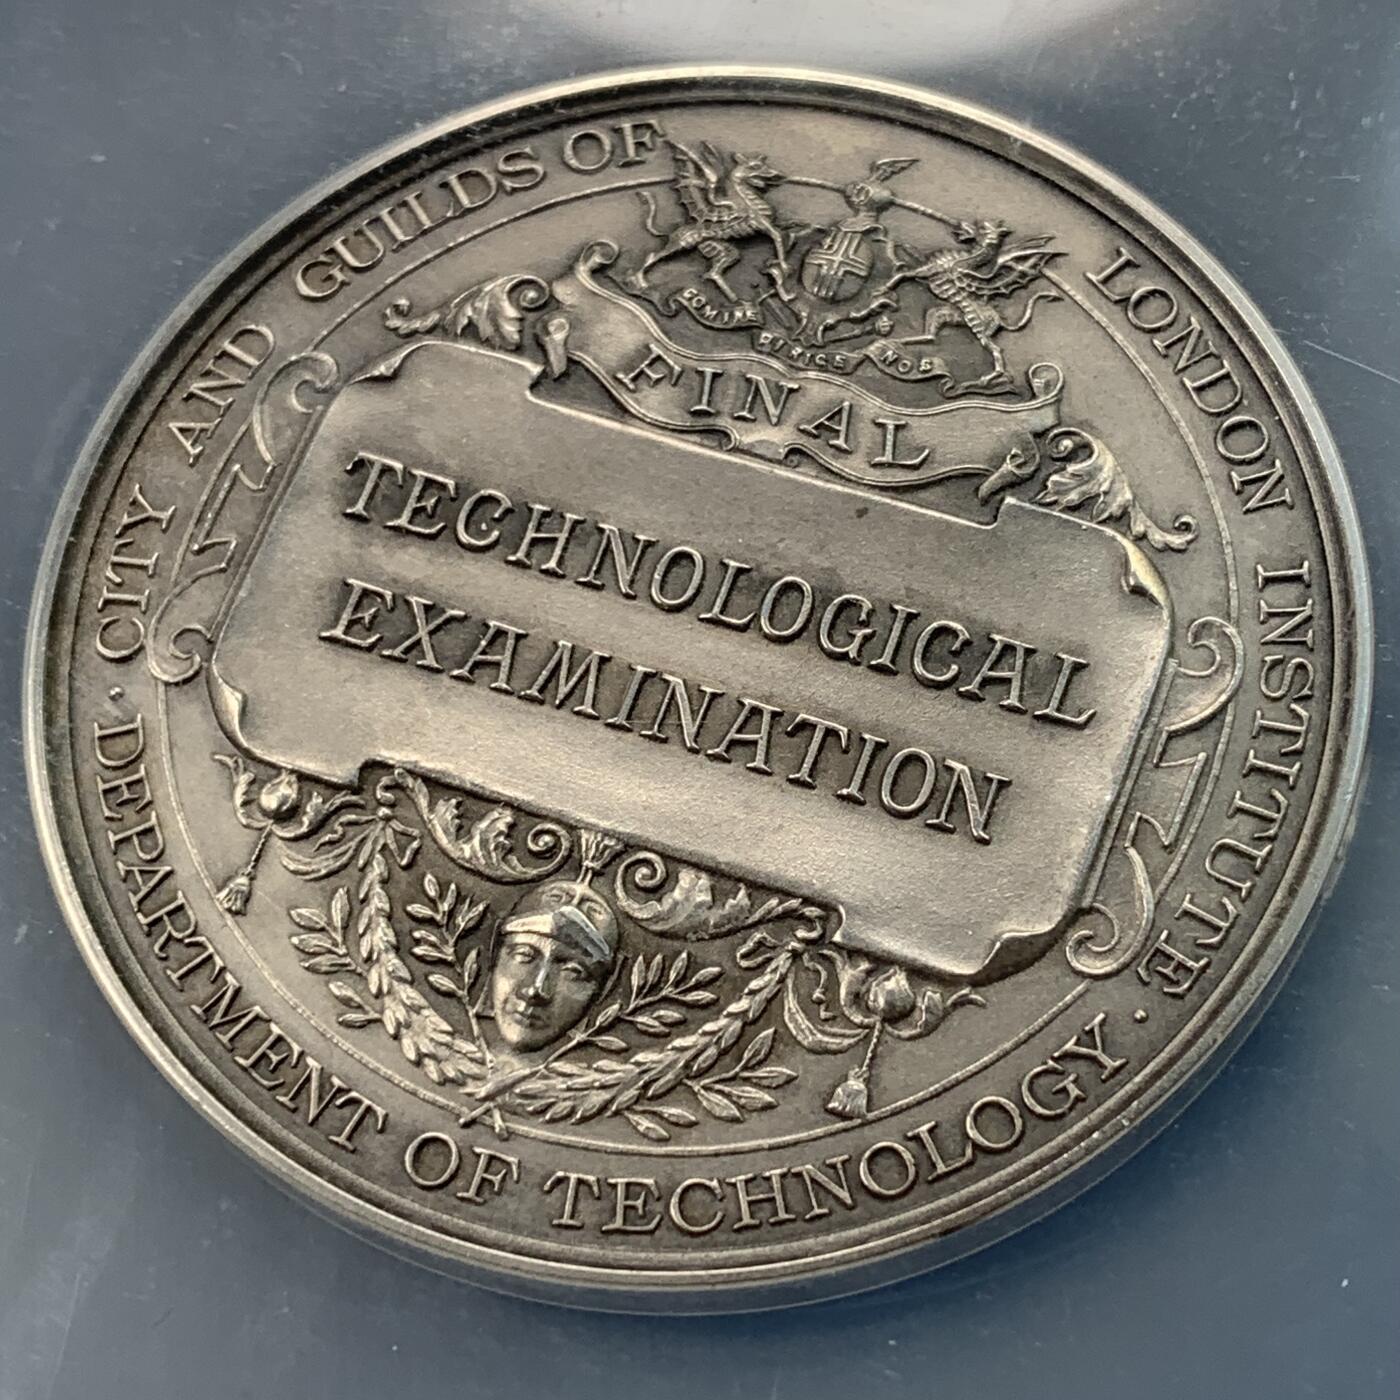 CITY AND GUILDS OF LONDON INSTITUTE
DOMINE DIRIGE NOS
FINAL
TECHNOLOGICAL
EXAMINATION
· DEPARTMENT OF TECHNOLOGY ·